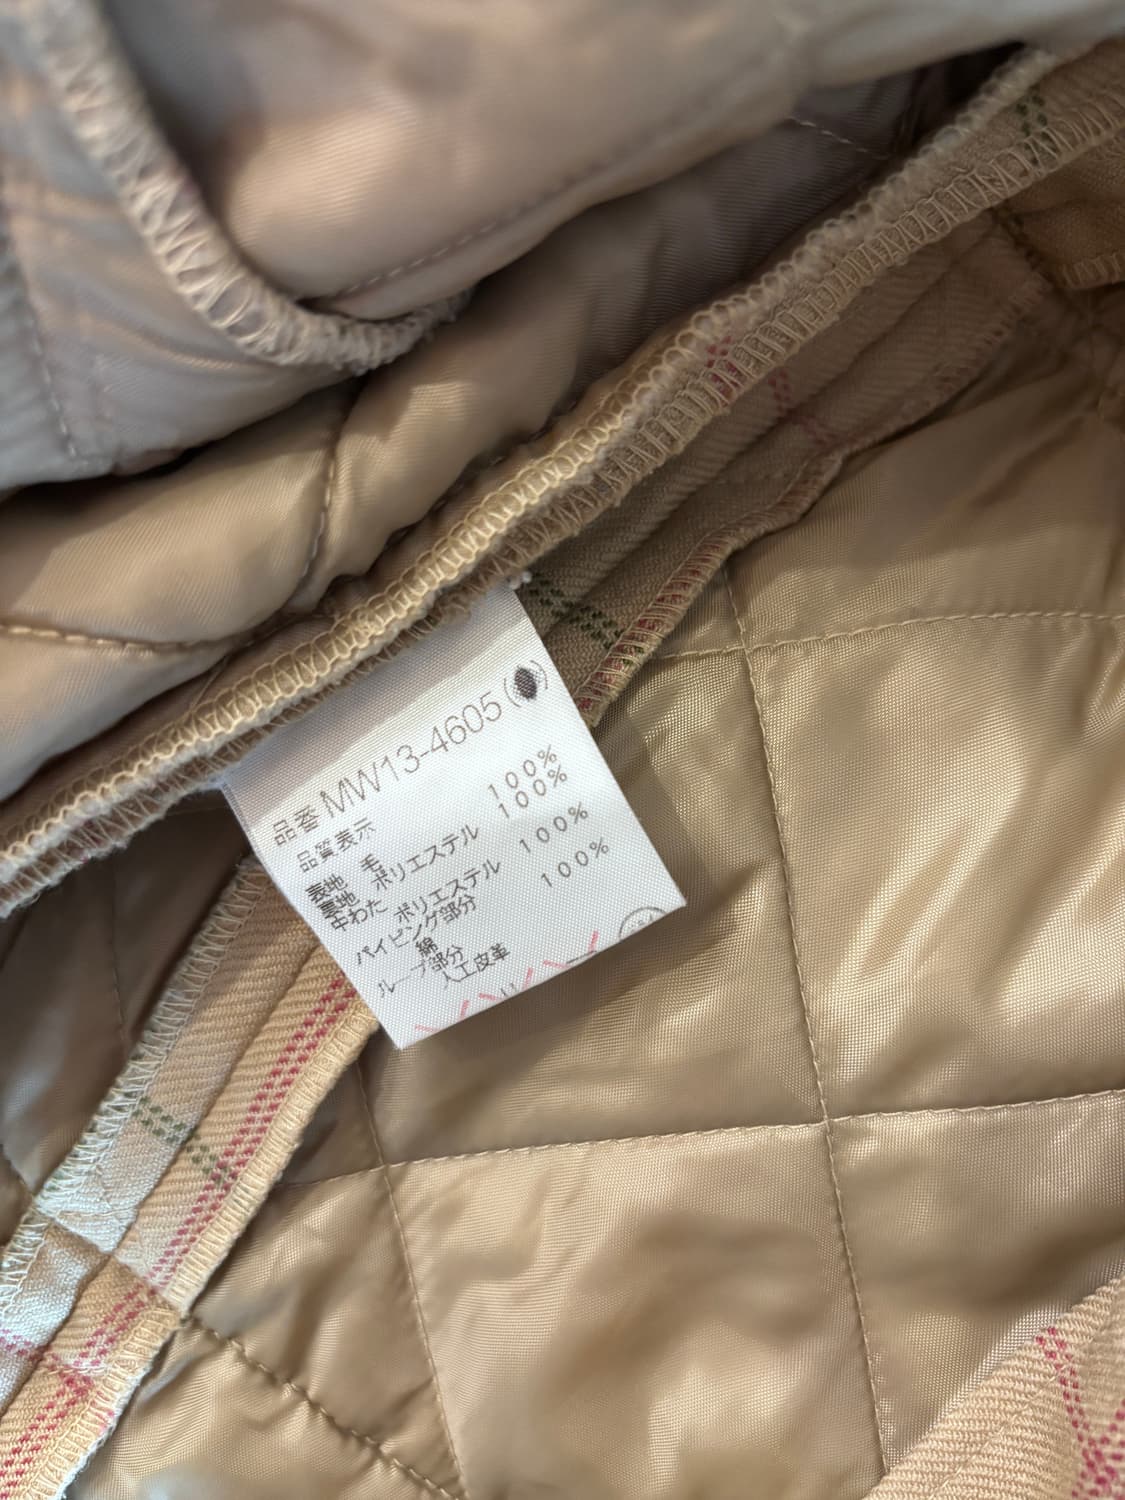 品番 MW13-4605
品質表示
表地 毛 100%
裏地 ポリエステル 100%
中わた ポリエステル 100%
パイピング部分
綿 100%
ループ部分
人工皮革